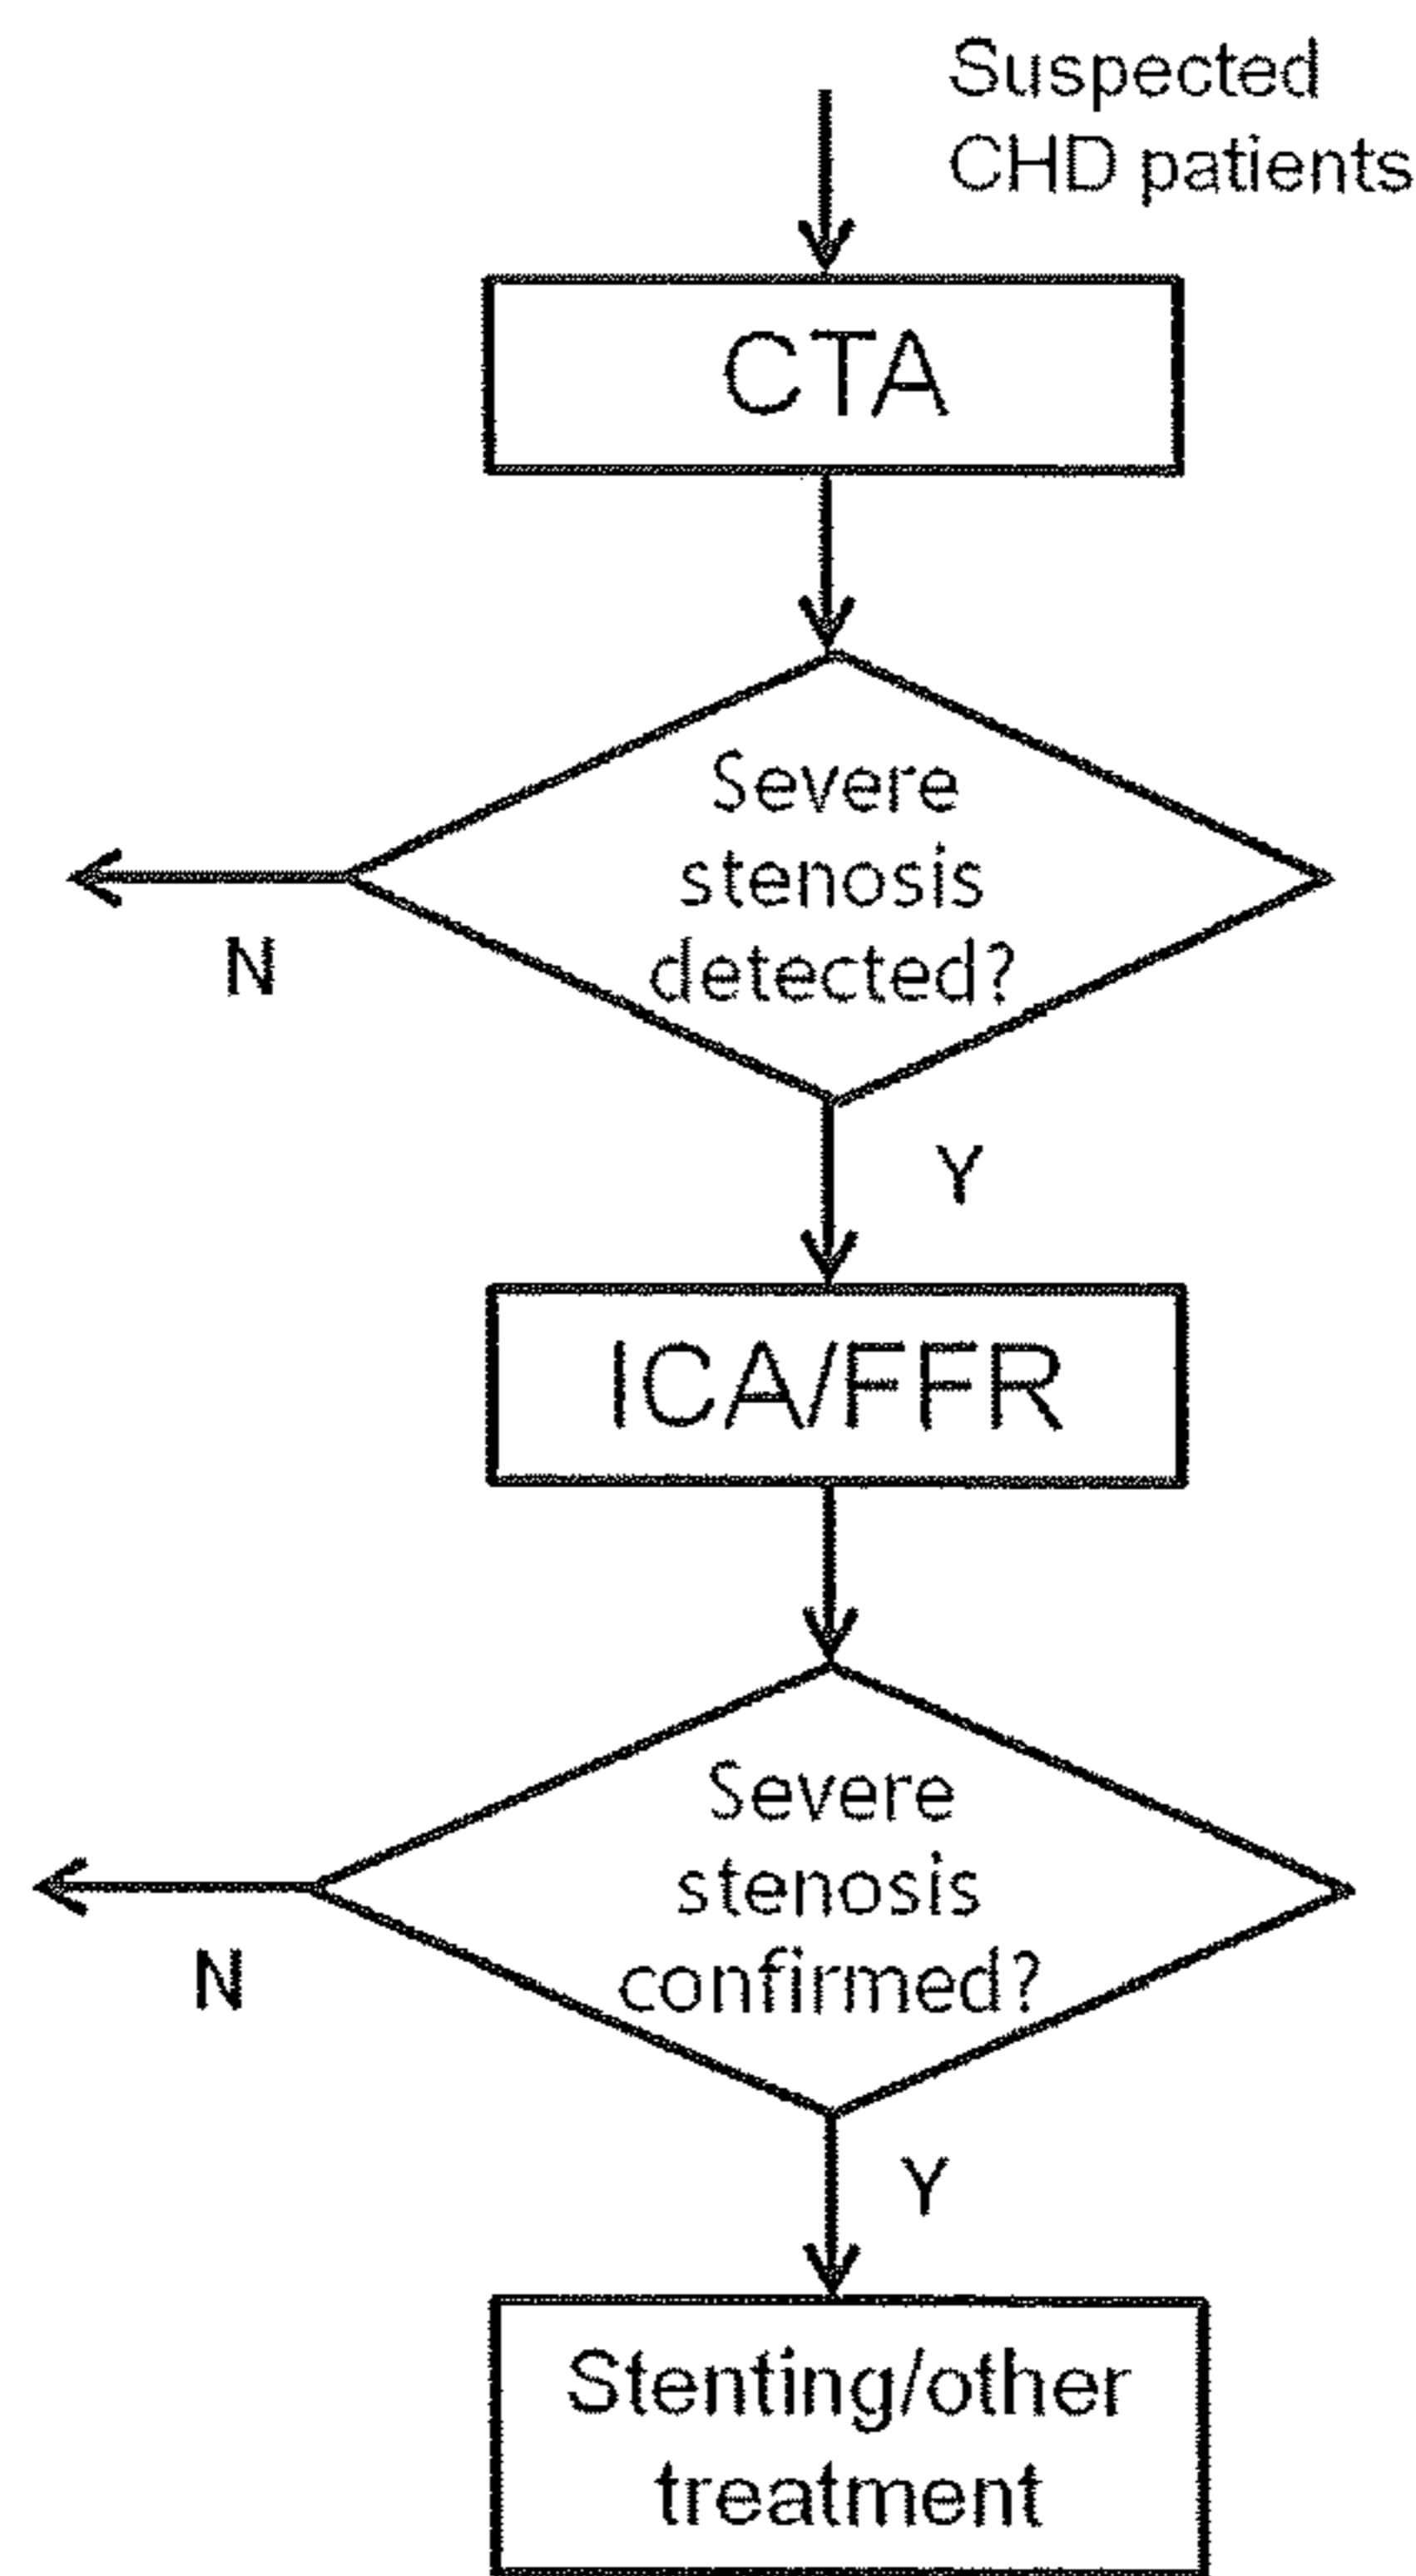 Suspected
CHD patients
CTA
Severe
stenosis
detected?
N
Y
ICA/FFR
Severe
stenosis
confirmed?
N
Y
Stenting/other
treatment